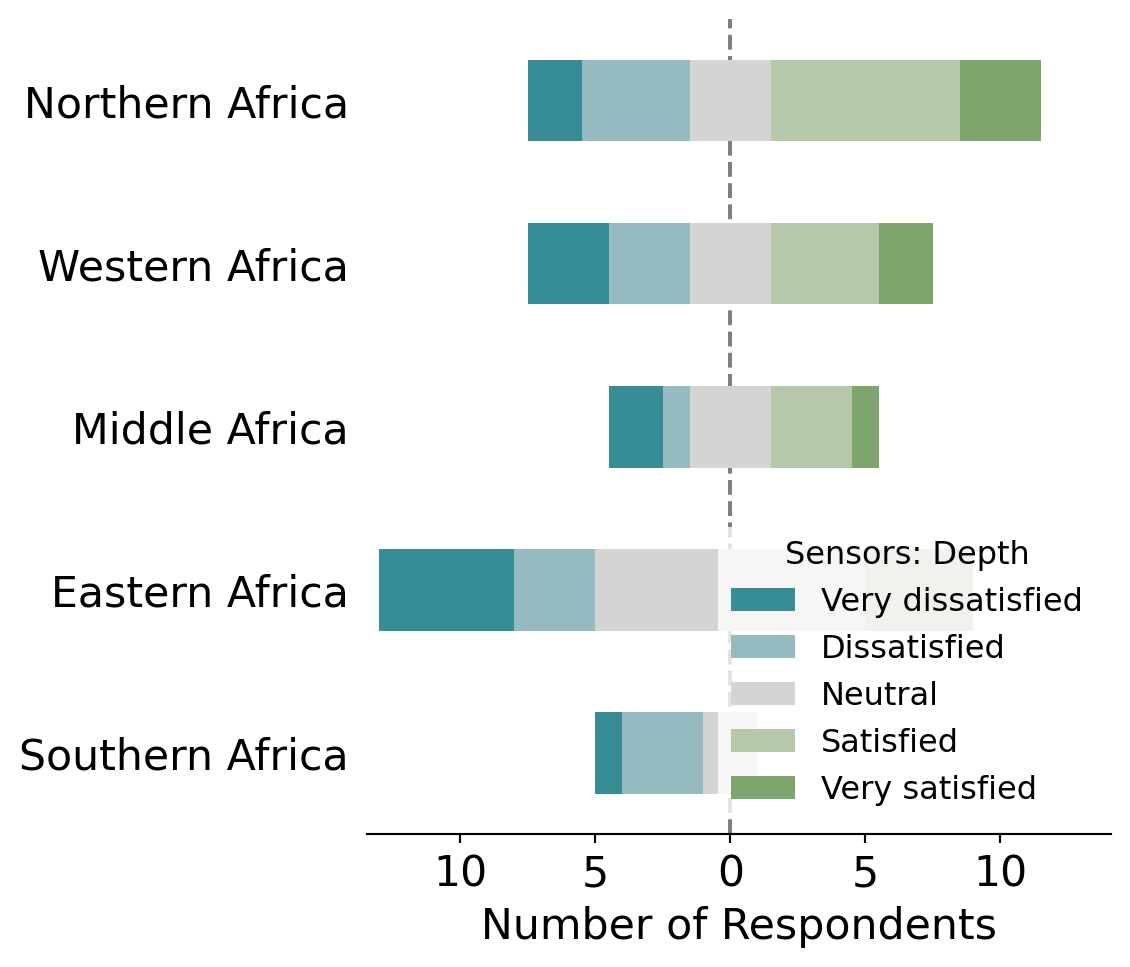 Northern Africa
Western Africa
Middle Africa
Eastern Africa
Southern Africa
Sensors: Depth
Very dissatisfied
Dissatisfied
Neutral
Satisfied
Very satisfied
10 5 0 5 10
Number of Respondents